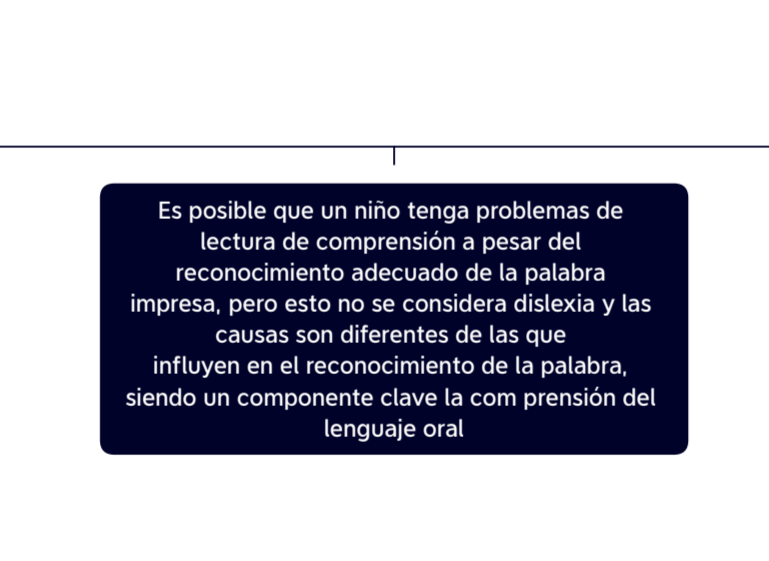 Es posible que un niño tenga problemas de
lectura de comprensión a pesar del
reconocimiento adecuado de la palabra
impresa, pero esto no se considera dislexia y las
causas son diferentes de las que
influyen en el reconocimiento de la palabra,
siendo un componente clave la com prensión del
lenguaje oral